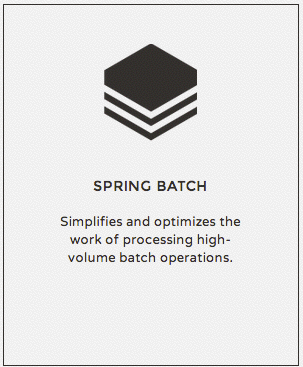 SPRING BATCH
Simplifies and optimizes the
work of processing high-
volume batch operations.